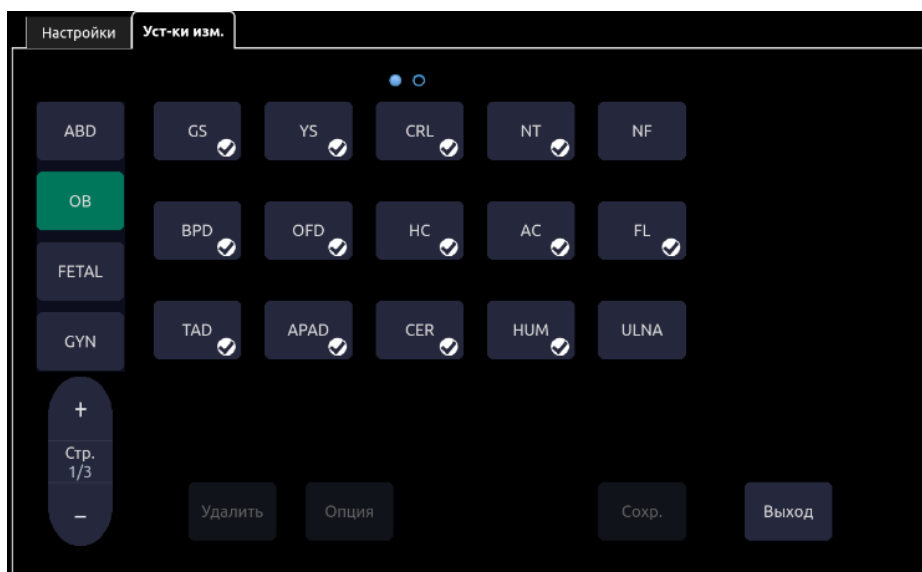 Настройки
Уст-ки изм.
ABD
GS
YS
CRL
NT
NF
OB
BPD
OFD
HC
AC
FL
FETAL
TAD
APAD
CER
HUM
ULNA
GYN
+
Стр.
1/3
–
Удалить
Опция
Сохр.
Выход